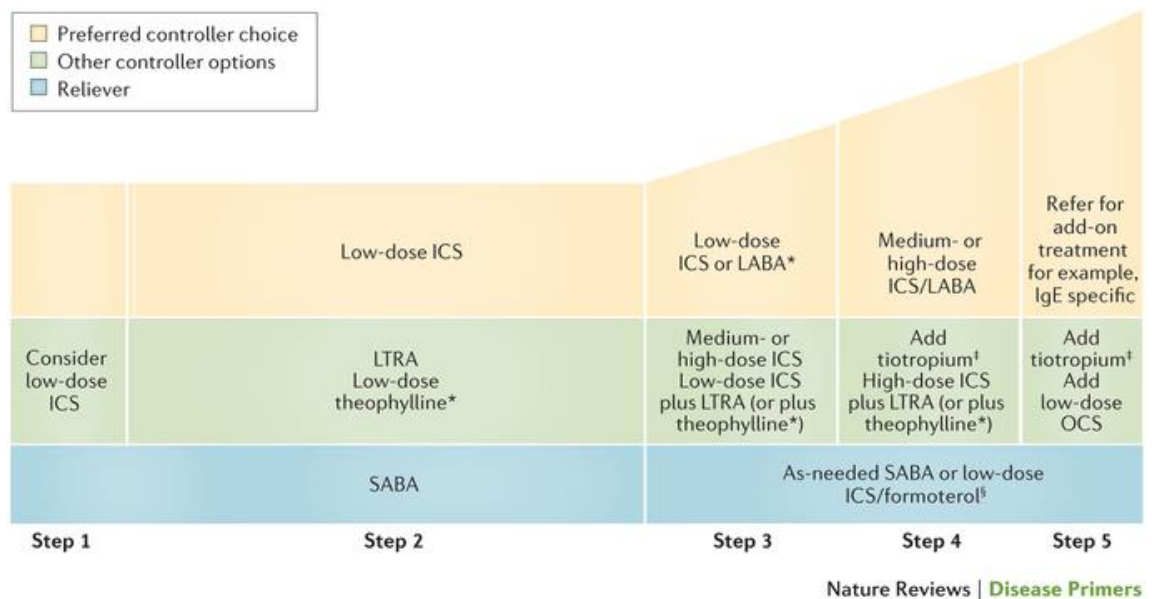 Preferred controller choice
Other controller options
Reliever
Low-dose ICS
Low-dose
ICS or LABA*
Medium- or
high-dose
ICS/LABA
Refer for
add-on
treatment
for example,
IgE specific
Consider
low-dose
ICS
LTRA
Low-dose
theophylline*
Medium- or
high-dose ICS
Low-dose ICS
plus LTRA (or plus
theophylline*)
Add
tiotropium‡
High-dose ICS
plus LTRA (or plus
theophylline*)
Add
tiotropium‡
Add
low-dose
OCS
SABA
As-needed SABA or low-dose
ICS/formoterol§
Step 1
Step 2
Step 3
Step 4
Step 5
Nature Reviews | Disease Primers